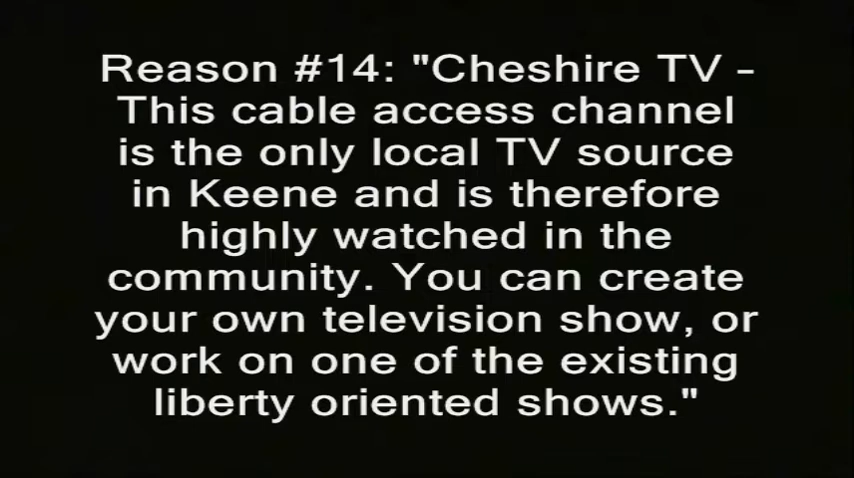 Reason #14: "Cheshire TV –
This cable access channel
is the only local TV source
in Keene and is therefore
highly watched in the
community. You can create
your own television show, or
work on one of the existing
liberty oriented shows."